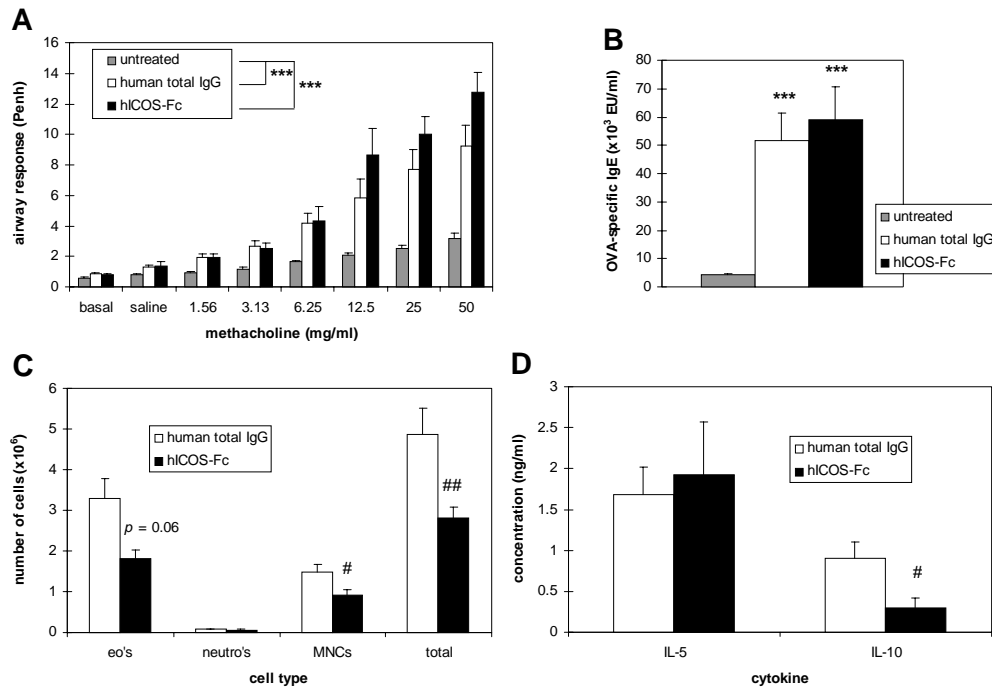 A
airway response (Penh)
16
14
12
10
8
6
4
2
0
untreated
human total IgG
hICOS-Fc
***
***
basal saline 1.56 3.13 6.25 12.5 25 50
methacholine (mg/ml)
B
OVA-specific IgE (x10³ EU/ml)
80
70
60
50
40
30
20
10
0
***
***
untreated
human total IgG
hICOS-Fc
C
number of cells (x10⁶)
6
5
4
3
2
1
0
human total IgG
hICOS-Fc
p = 0.06
#
##
eo's neutro's MNCs total
cell type
D
concentration (ng/ml)
3
2.5
2
1.5
1
0.5
0
human total IgG
hICOS-Fc
#
IL-5 IL-10
cytokine